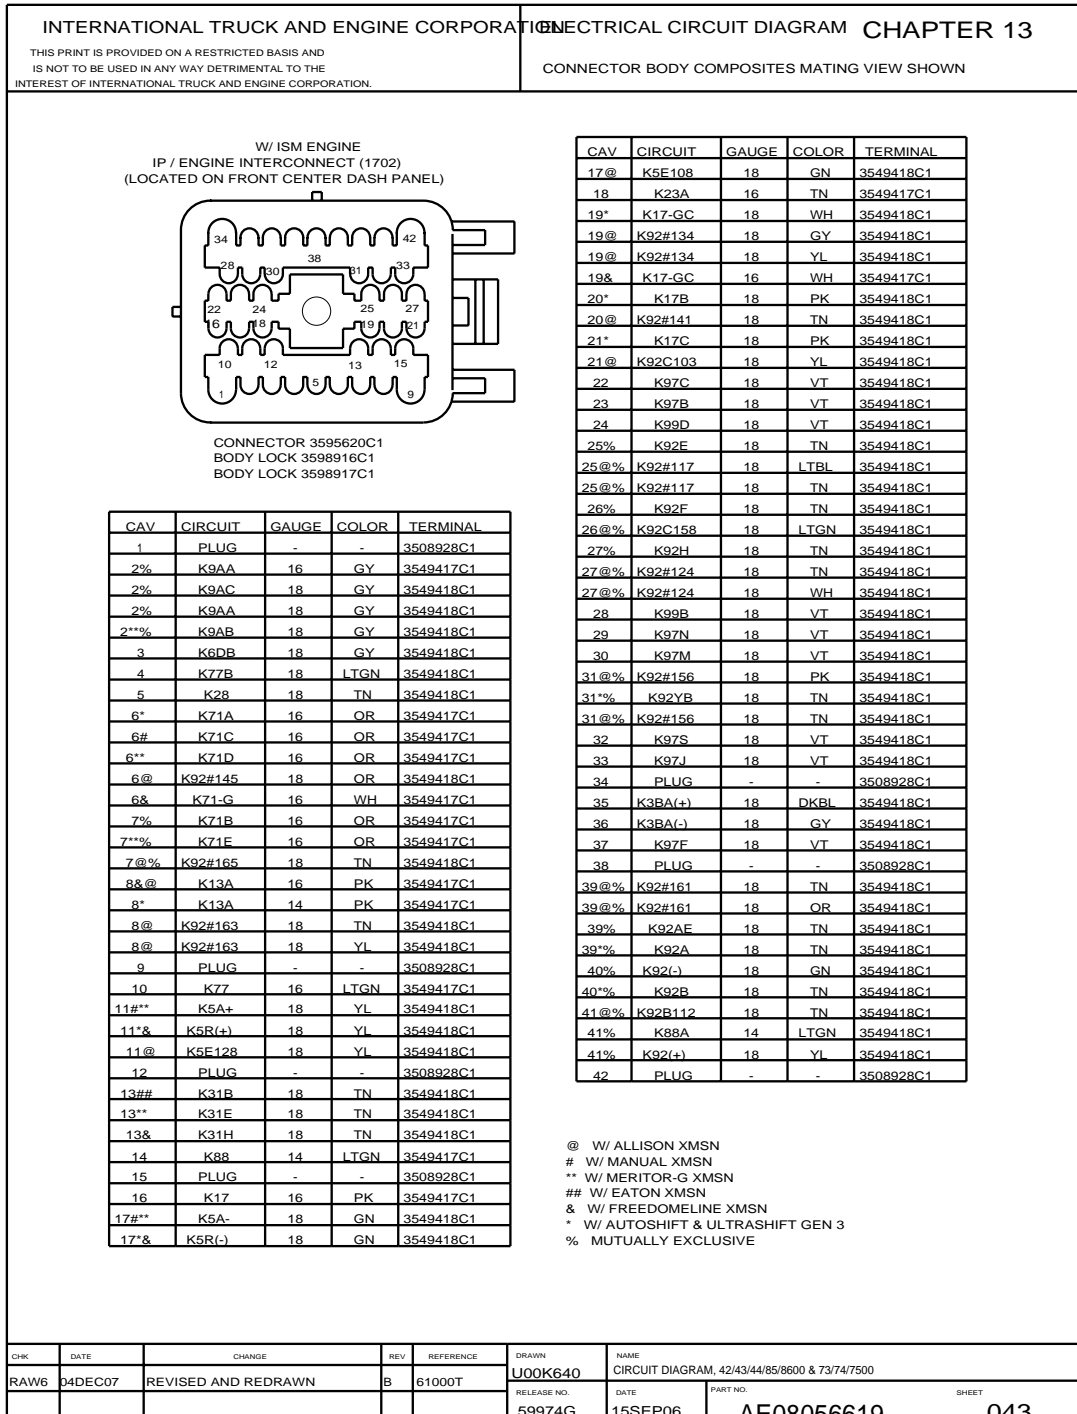 INTERNATIONAL TRUCK AND ENGINE CORPORATION
THIS PRINT IS PROVIDED ON A RESTRICTED BASIS AND
IS NOT TO BE USED IN ANY WAY DETRIMENTAL TO THE
INTEREST OF INTERNATIONAL TRUCK AND ENGINE CORPORATION.
ELECTRICAL CIRCUIT DIAGRAM CHAPTER 13
CONNECTOR BODY COMPOSITES MATING VIEW SHOWN
W/ ISM ENGINE
IP / ENGINE INTERCONNECT (1702)
(LOCATED ON FRONT CENTER DASH PANEL)
34 42
38
28 30 31 33
22 24 25 27
16 18 19 21
10 12 13 15
1 5 9
CONNECTOR 3595620C1
BODY LOCK 3598916C1
BODY LOCK 3598917C1
CAV CIRCUIT GAUGE COLOR TERMINAL
1 PLUG - - 3508928C1
2% K9AA 16 GY 3549417C1
2% K9AC 18 GY 3549418C1
2% K9AA 18 GY 3549418C1
2**% K9AB 18 GY 3549418C1
3 K6DB 18 GY 3549418C1
4 K77B 18 LTGN 3549418C1
5 K28 18 TN 3549418C1
6* K71A 16 OR 3549417C1
6# K71C 16 OR 3549417C1
6** K71D 16 OR 3549417C1
6@ K92#145 18 OR 3549418C1
6& K71-G 16 WH 3549417C1
7% K71B 16 OR 3549417C1
7**% K71E 16 OR 3549417C1
7@% K92#165 18 TN 3549418C1
8&@ K13A 16 PK 3549417C1
8* K13A 14 PK 3549417C1
8@ K92#163 18 TN 3549418C1
8@ K92#163 18 YL 3549418C1
9 PLUG - - 3508928C1
10 K77 16 LTGN 3549417C1
11#** K5A+ 18 YL 3549418C1
11*& K5R(+) 18 YL 3549418C1
11@ K5E128 18 YL 3549418C1
12 PLUG - - 3508928C1
13## K31B 18 TN 3549418C1
13** K31E 18 TN 3549418C1
13& K31H 18 TN 3549418C1
14 K88 14 LTGN 3549417C1
15 PLUG - - 3508928C1
16 K17 16 PK 3549417C1
17#** K5A- 18 GN 3549418C1
17*& K5R(-) 18 GN 3549418C1
CAV CIRCUIT GAUGE COLOR TERMINAL
17@ K5E108 18 GN 3549418C1
18 K23A 16 TN 3549417C1
19* K17-GC 18 WH 3549418C1
19@ K92#134 18 GY 3549418C1
19@ K92#134 18 YL 3549418C1
19& K17-GC 16 WH 3549417C1
20* K17B 18 PK 3549418C1
20@ K92#141 18 TN 3549418C1
21* K17C 18 PK 3549418C1
21@ K92C103 18 YL 3549418C1
22 K97C 18 VT 3549418C1
23 K97B 18 VT 3549418C1
24 K99D 18 VT 3549418C1
25% K92E 18 TN 3549418C1
25@% K92#117 18 LTBL 3549418C1
25@% K92#117 18 TN 3549418C1
26% K92F 18 TN 3549418C1
26@% K92C158 18 LTGN 3549418C1
27% K92H 18 TN 3549418C1
27@% K92#124 18 TN 3549418C1
27@% K92#124 18 WH 3549418C1
28 K99B 18 VT 3549418C1
29 K97N 18 VT 3549418C1
30 K97M 18 VT 3549418C1
31@% K92#156 18 PK 3549418C1
31*% K92YB 18 TN 3549418C1
31@% K92#156 18 TN 3549418C1
32 K97S 18 VT 3549418C1
33 K97J 18 VT 3549418C1
34 PLUG - - 3508928C1
35 K3BA(+) 18 DKBL 3549418C1
36 K3BA(-) 18 GY 3549418C1
37 K97F 18 VT 3549418C1
38 PLUG - - 3508928C1
39@% K92#161 18 TN 3549418C1
39@% K92#161 18 OR 3549418C1
39% K92AE 18 TN 3549418C1
39*% K92A 18 TN 3549418C1
40% K92(-) 18 GN 3549418C1
40*% K92B 18 TN 3549418C1
41@% K92B112 18 TN 3549418C1
41% K88A 14 LTGN 3549418C1
41% K92(+) 18 YL 3549418C1
42 PLUG - - 3508928C1
@ W/ ALLISON XMSN
# W/ MANUAL XMSN
** W/ MERITOR-G XMSN
## W/ EATON XMSN
& W/ FREEDOMELINE XMSN
* W/ AUTOSHIFT & ULTRASHIFT GEN 3
% MUTUALLY EXCLUSIVE
CHK DATE CHANGE REV REFERENCE
RAW6 04DEC07 REVISED AND REDRAWN B 61000T
DRAWN
U00K640
NAME
CIRCUIT DIAGRAM, 42/43/44/85/8600 & 73/74/7500
RELEASE NO. DATE PART NO. SHEET
59974G 15SEP06 AE08056619 043